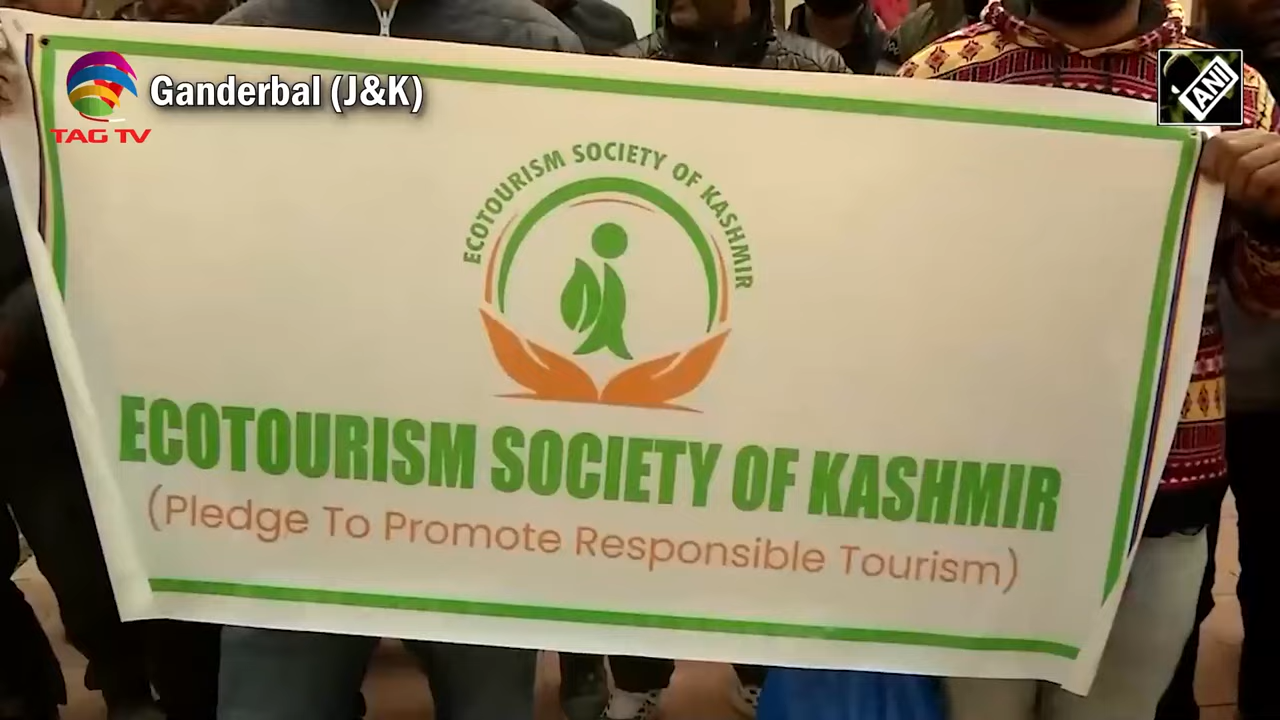 TAG TV
Ganderbal (J&K)
ANI
ECOTOURISM SOCIETY OF KASHMIR
ECOTOURISM SOCIETY OF KASHMIR
(Pledge To Promote Responsible Tourism)